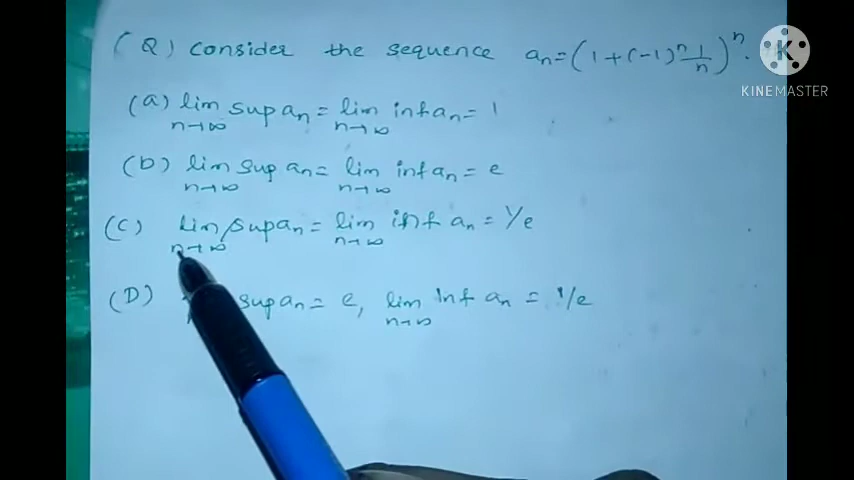 (Q) Consider the sequence aₙ = (1+(-1)ⁿ 1/n)ⁿ.
K
KINEMASTER
(a) lim sup aₙ = lim inf aₙ = 1
n→∞ n→∞
(b) lim sup aₙ = lim inf aₙ = e
n→∞ n→∞
(C) lim sup aₙ = lim inf aₙ = 1/e
n→∞ n→∞
(D) sup aₙ = e, lim inf aₙ = 1/e
n→∞